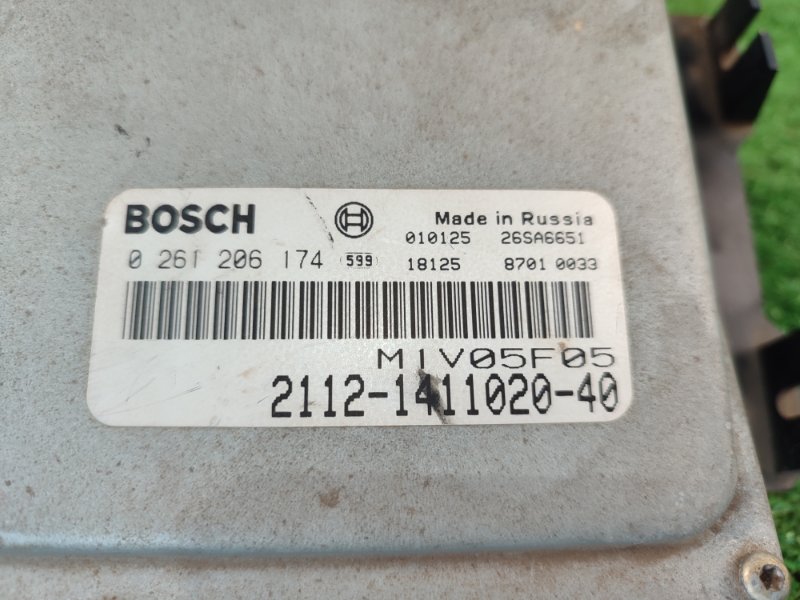 BOSCH Made in Russia
010125 26SA6651
0 261 206 174 599 18125 8701 0033
M1V05F05
2112-1411020-40